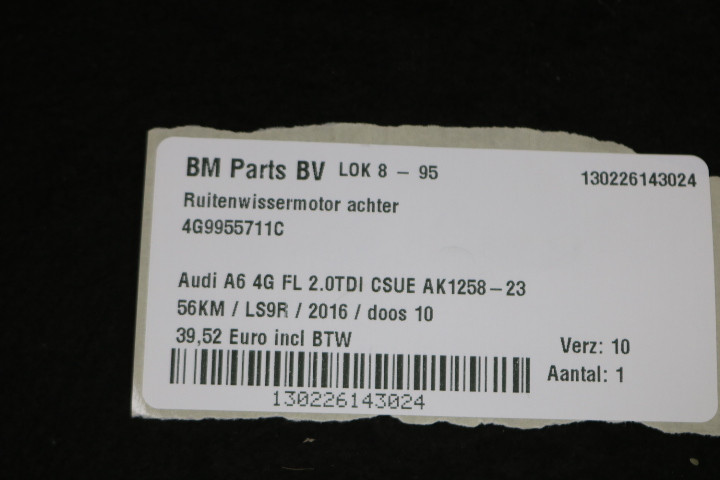 BM Parts BV LOK 8 - 95 130226143024
Ruitenwissermotor achter
4G9955711C
Audi A6 4G FL 2.0TDI CSUE AK1258-23
56KM / LS9R / 2016 / doos 10
39,52 Euro incl BTW Verz: 10
Aantal: 1
130226143024